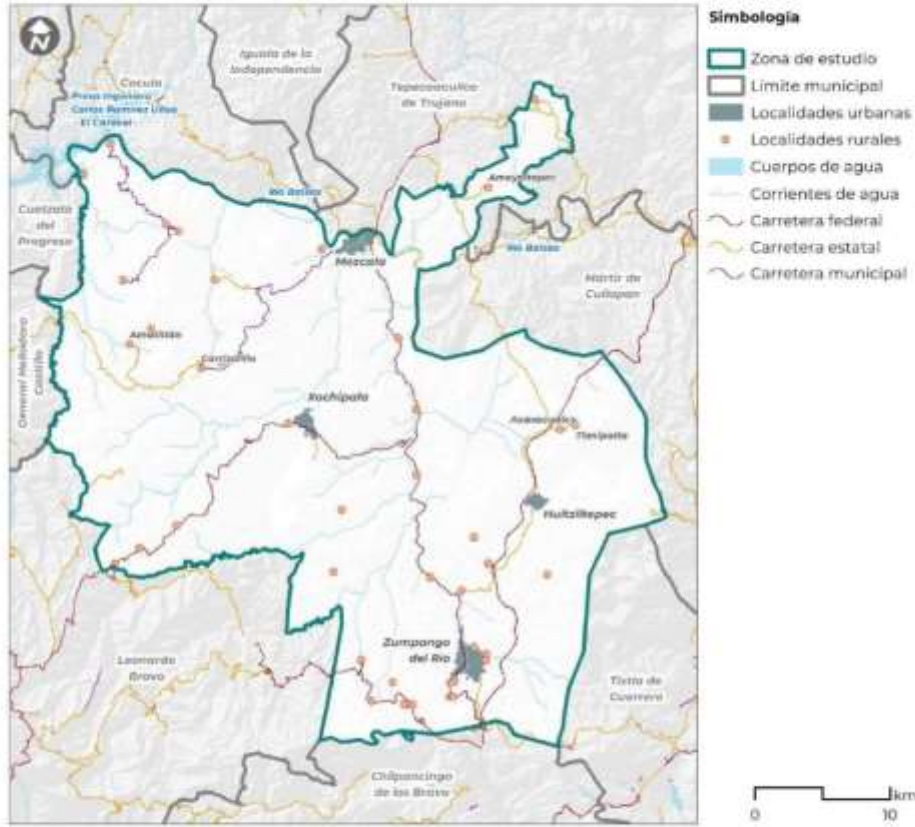 N
Iguala de la
Independencia
Cocula
Presa Ingeniero
Carlos Ramírez Ulloa
El Caracol
Tepecoacuilco
de Trujano
Río Balsas
Cuetzala
del
Progreso
Mezcala
Río Balsas
Mártir de
Cuilapan
General Heliodoro
Castillo
Amatitlán
Carrizalillo
Xochipala
Tlanipatla
Huitziltepec
Zumpango
del Río
Leonardo
Bravo
Tixtla de
Guerrero
Chilpancingo
de los Bravo
Simbología
Zona de estudio
Límite municipal
Localidades urbanas
Localidades rurales
Cuerpos de agua
Corrientes de agua
Carretera federal
Carretera estatal
Carretera municipal
km
0 10